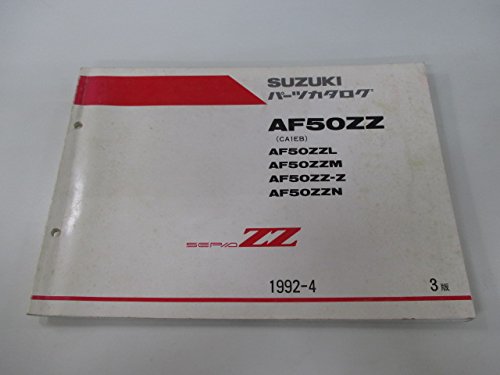 SUZUKI
パーツカタログ
AF50ZZ
(CA1EB)
AF50ZZL
AF50ZZM
AF50ZZ-Z
AF50ZZN
SEPIA ZZ
1992-4
3版